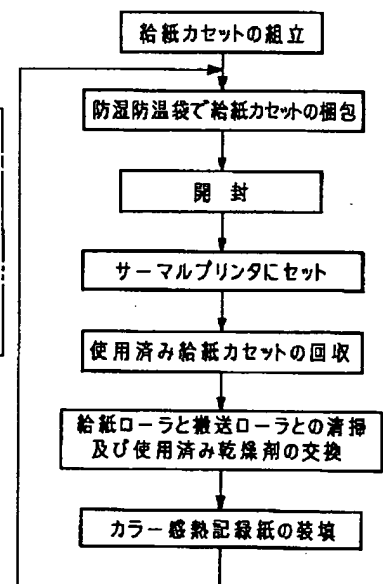 給紙カセットの組立
防湿防温袋で給紙カセットの梱包
開封
サーマルプリンタにセット
使用済み給紙カセットの回収
給紙ローラと搬送ローラとの清掃
及び使用済み乾燥剤の交換
カラー感熱記録紙の装填